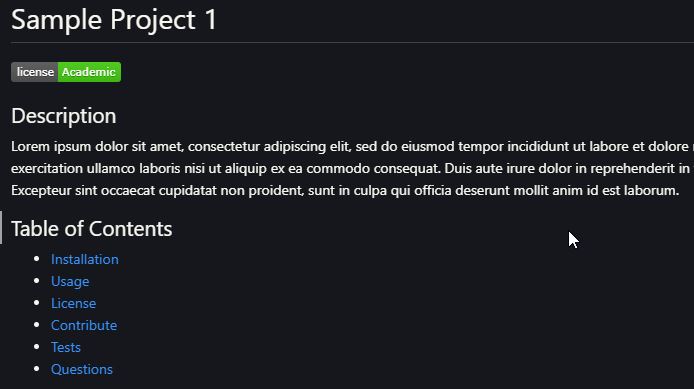 Sample Project 1
license Academic
Description
Lorem ipsum dolor sit amet, consectetur adipiscing elit, sed do eiusmod tempor incididunt ut labore et dolore
exercitation ullamco laboris nisi ut aliquip ex ea commodo consequat. Duis aute irure dolor in reprehenderit in
Excepteur sint occaecat cupidatat non proident, sunt in culpa qui officia deserunt mollit anim id est laborum.
Table of Contents
Installation
Usage
License
Contribute
Tests
Questions